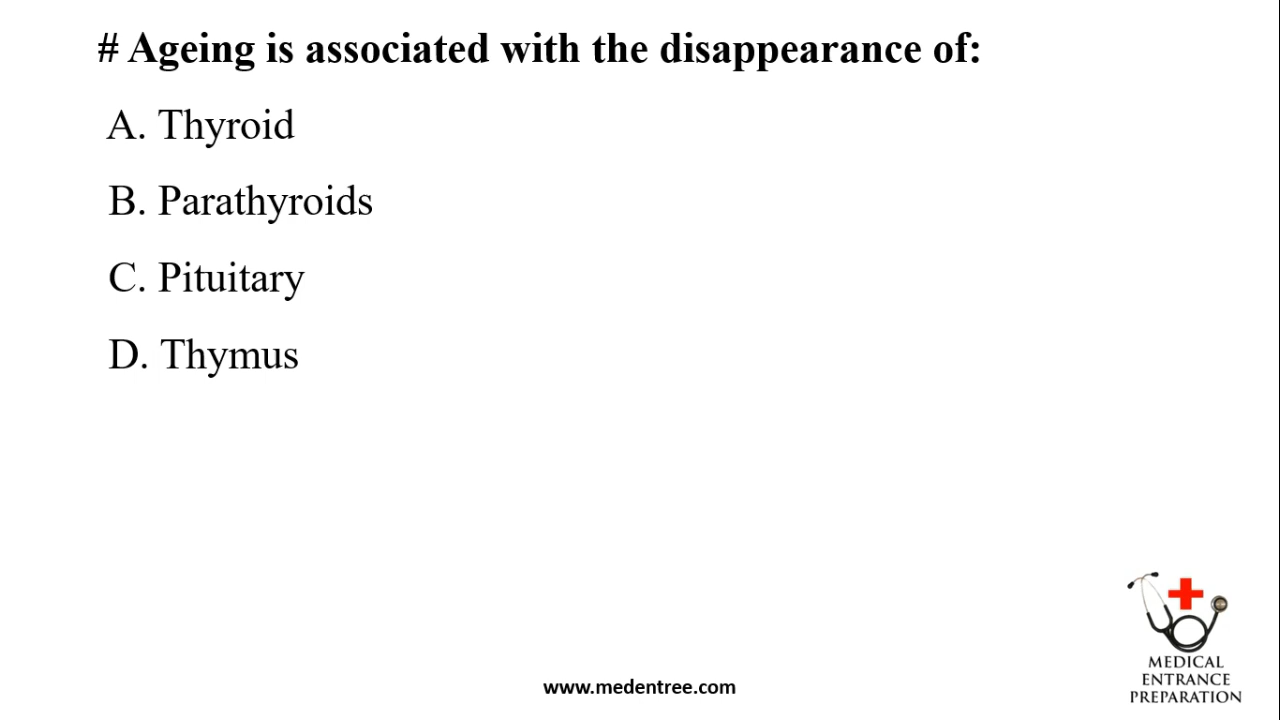 # Ageing is associated with the disappearance of:
A. Thyroid
B. Parathyroids
C. Pituitary
D. Thymus
MEDICAL
ENTRANCE
PREPARATION
www.medentree.com